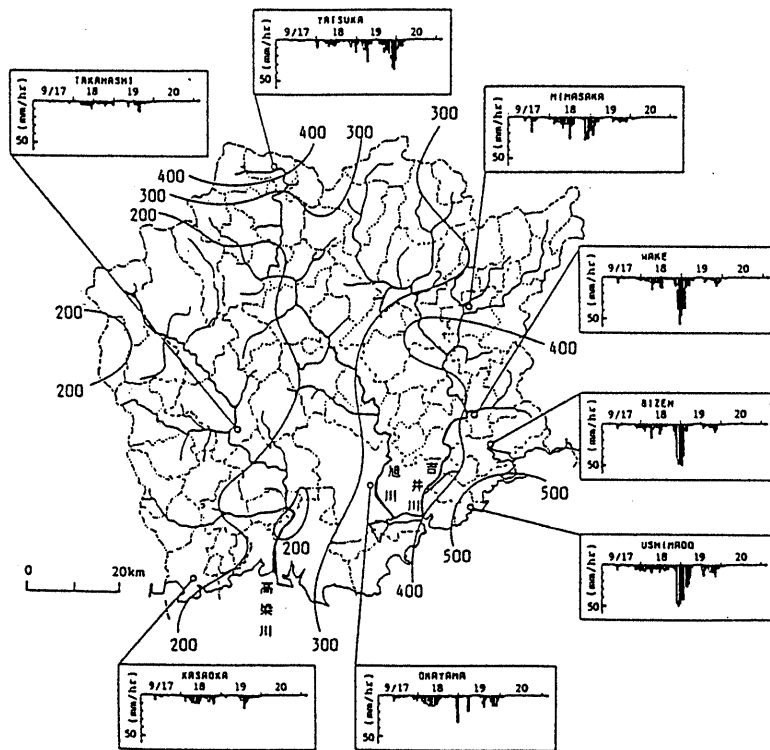 YATSUKA
9/17 18 19 20
(mm/hr)
50
TAKAHASHI
9/17 18 19 20
(mm/hr)
50
MIMASAKA
9/17 18 19 20
(mm/hr)
50
WAKE
9/17 18 19 20
(mm/hr)
50
BIZEN
9/17 18 19 20
(mm/hr)
50
USHIMADO
9/17 18 19 20
(mm/hr)
50
400
300
300
400
300
200
200
200
400
旭川
吉井川
500
500
200
400
0 20km
高梁川
300
200
KASAOKA
9/17 18 19 20
(mm/hr)
50
OKAYAMA
9/17 18 19 20
(mm/hr)
50